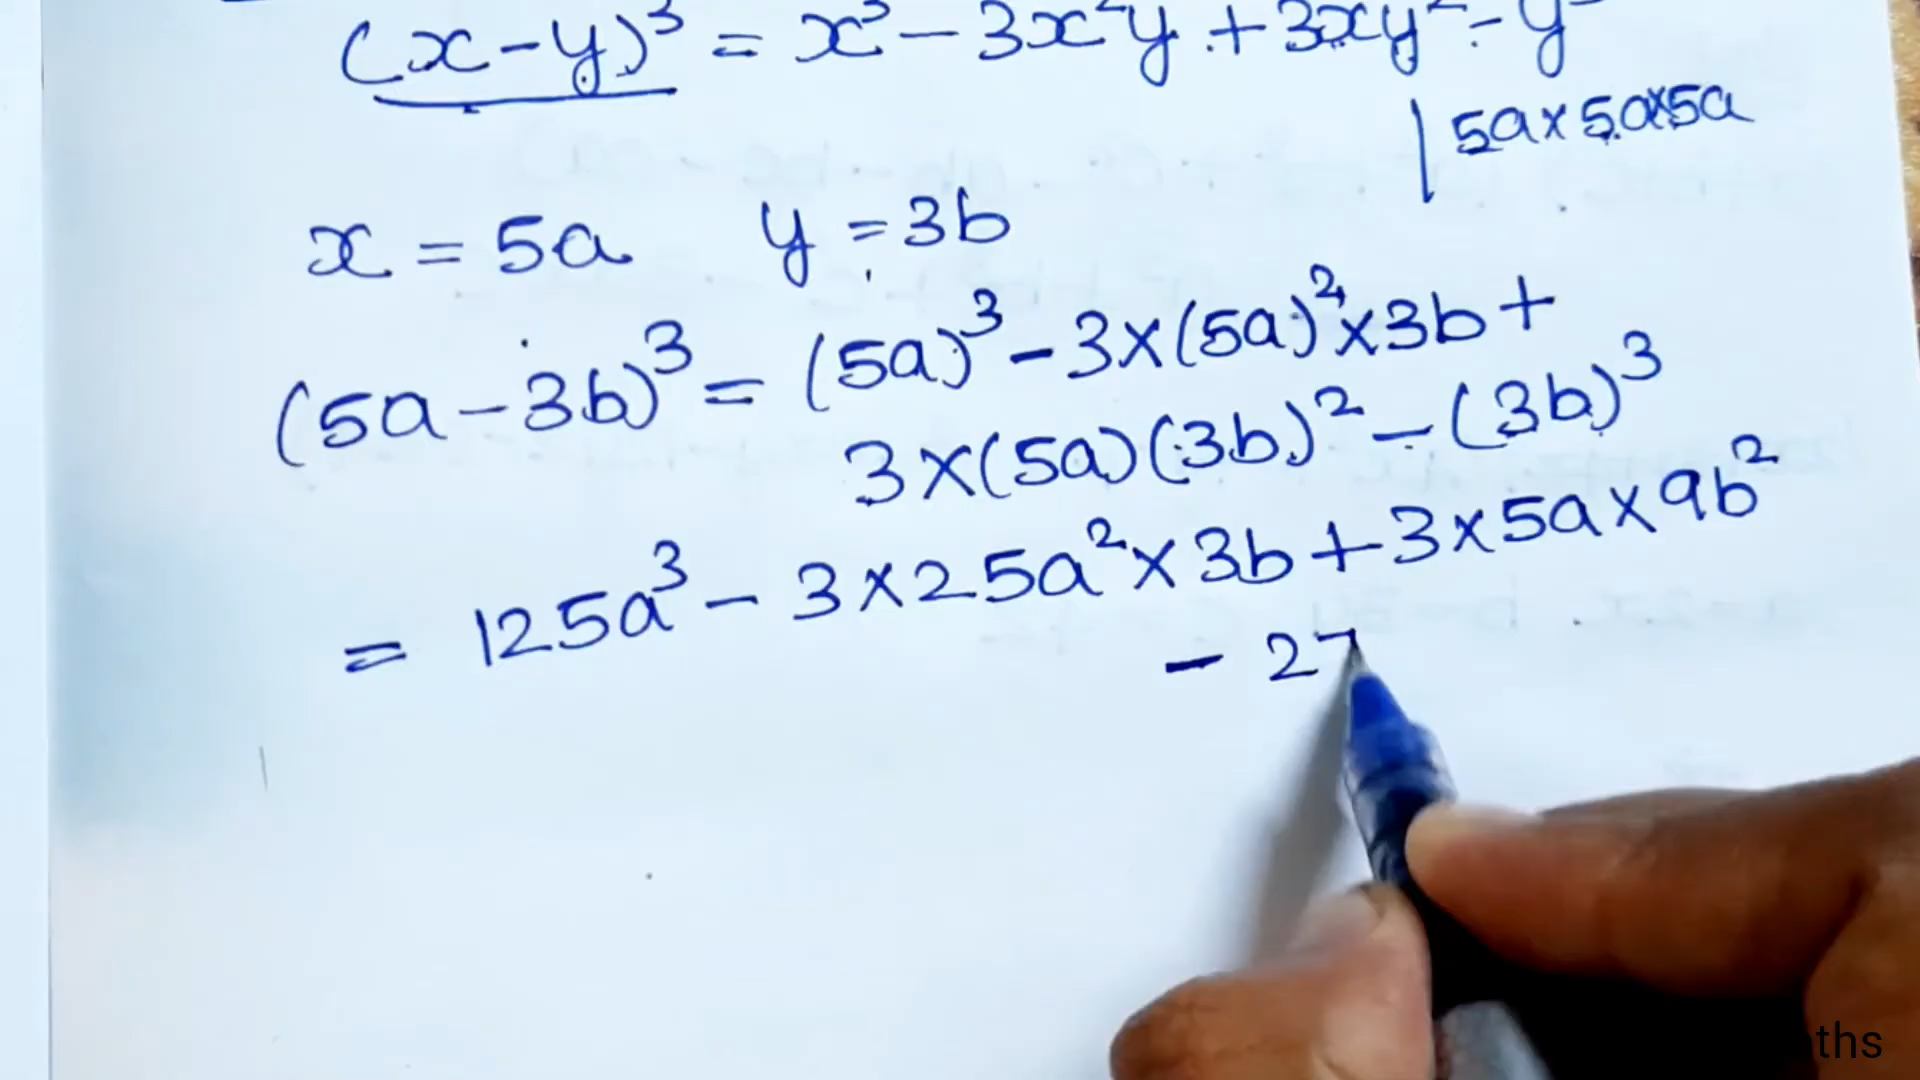 (x-y)³ = x³ - 3x²y + 3xy² - y
5a×5a×5a
x = 5a y = 3b
(5a-3b)³ = (5a)³ - 3×(5a)²×3b +
3×(5a)(3b)² - (3b)³
= 125a³ - 3×25a²×3b + 3×5a×9b²
- 27
ths